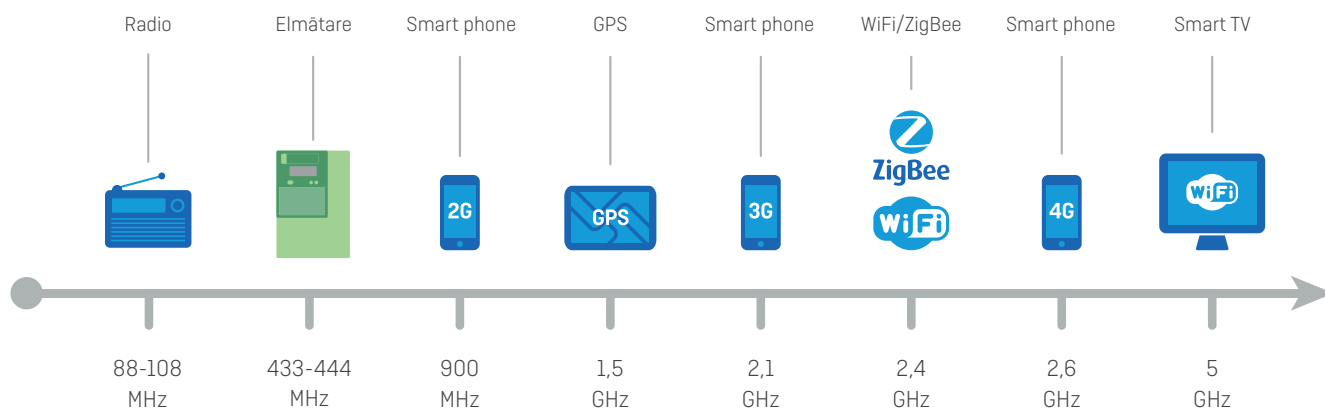 Radio
Elmätare
Smart phone
GPS
Smart phone
WiFi/ZigBee
Smart phone
Smart TV
2G
GPS
3G
Z
ZigBee
WiFi
4G
WiFi
88-108
MHz
433-444
MHz
900
MHz
1,5
GHz
2,1
GHz
2,4
GHz
2,6
GHz
5
GHz